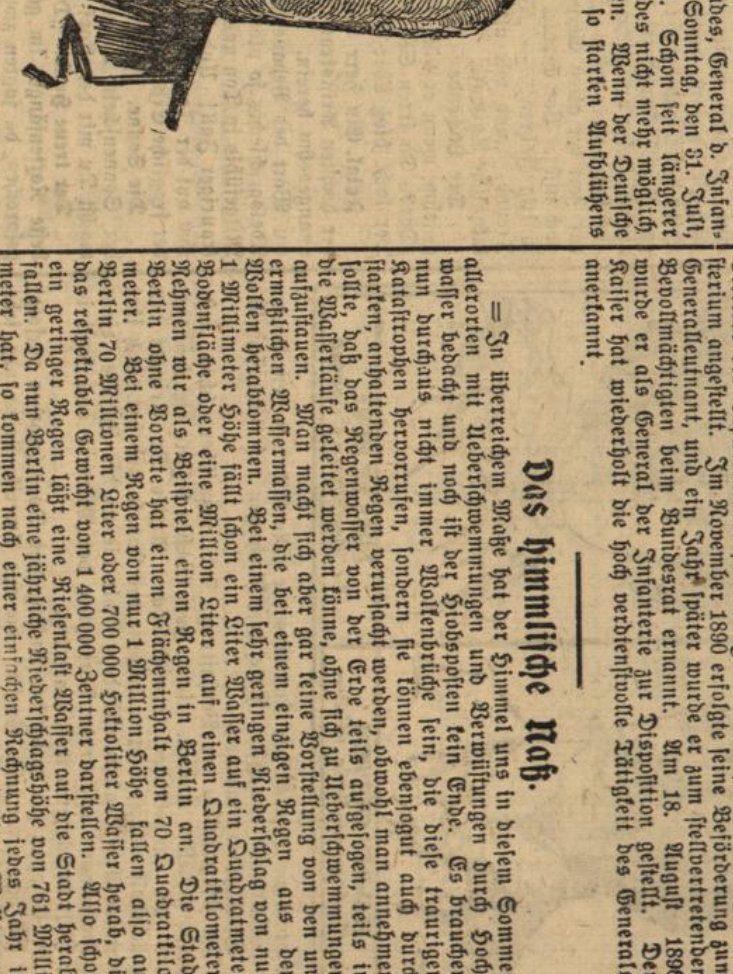 des, General d. Infan-
Sonntag, den 31. Juli,
Schon seit längerer
des nicht mehr möglich
Wenn der Deutsche
so starken Aufblühens
sterium angestellt. Im November 1890 erfolgte seine Beförderung zum
Generalleutnant, und ein Jahr später wurde er zum stellvertretende
Bevollmächtigten beim Bundesrat ernannt. Am 18. August 189
wurde er als General der Infanterie zur Disposition gestellt. De
Kaiser hat wiederholt die hoch verdienstvolle Tätigkeit des General
anerkannt.
Das himmlische Naß.
= In überreichem Maße hat der Himmel uns in diesem Somme
allerorten mit Ueberschwemmungen und Verwüstungen durch Hoch
wasser bedacht und noch ist der Hiobsposten kein Ende. Es brauchen
nun durchaus nicht immer Wolkenbrüche sein, die diese traurigen
Katastrophen hervorrufen, sondern sie können ebensogut auch durch
starken, anhaltenden Regen verursacht werden, obwohl man annehmen
sollte, daß das Regenwasser von der Erde teils aufgesogen, teils in
die Wasserläufe geleitet werden könne, ohne sich zu Ueberschwemmungen
aufzustauen. Man macht sich aber gar keine Vorstellung von den un
ermeßlichen Wassermassen, die bei einem einzigen Regen aus den
Wolken herabkommen. Bei einem sehr geringen Niederschlag von nu
1 Millimeter Höhe fällt schon ein Liter Wasser auf ein Quadratmeter
Bodenfläche oder eine Million Liter auf einen Quadratkilometer
Nehmen wir als Beispiel einen Regen in Berlin an. Die Stad
Berlin ohne Vororte hat einen Flächeninhalt von 70 Quadratkilo
meter. Bei einem Regen von nur 1 Million Höhe fallen also au
Berlin 70 Millionen Liter oder 700 000 Hektoliter Wasser herab, di
das respektable Gewicht von 1 400 000 Zentner darstellen. Also scho
ein geringer Regen läßt eine Riesenlast Wasser auf die Stadt herab
fallen. Da nun Berlin eine jährliche Niederschlagshöhe von 761 Milli
meter hat, so kommen nach einer einfachen Rechnung jedes Jahr i